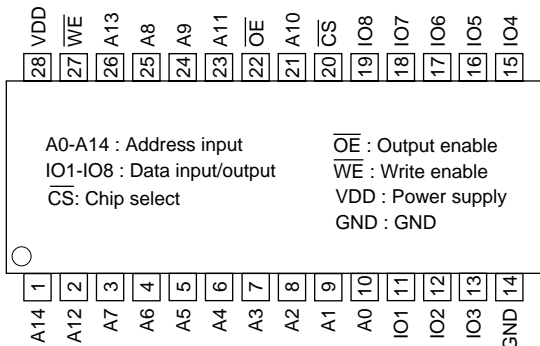 VDD WE A13 A8 A9 A11 OE A10 CS IO8 IO7 IO6 IO5 IO4
28 27 26 25 24 23 22 21 20 19 18 17 16 15
A0-A14 : Address input
IO1-IO8 : Data input/output
CS: Chip select
OE : Output enable
WE : Write enable
VDD : Power supply
GND : GND
1 2 3 4 5 6 7 8 9 10 11 12 13 14
A14 A12 A7 A6 A5 A4 A3 A2 A1 A0 IO1 IO2 IO3 GND